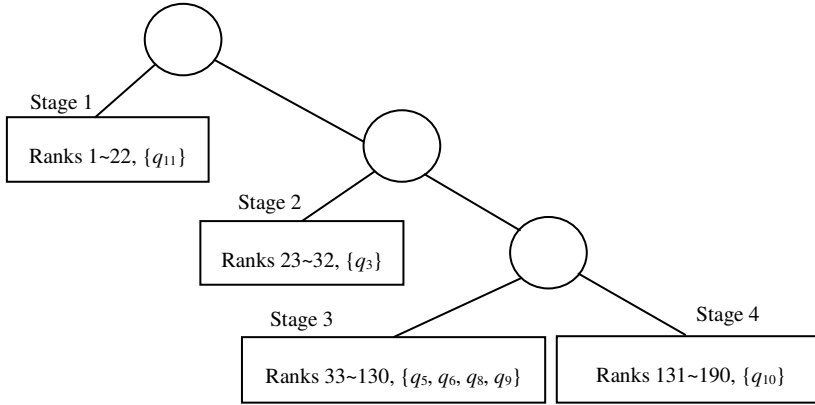 Stage 1
Ranks 1~22, {q₁₁}
Stage 2
Ranks 23~32, {q₃}
Stage 3
Stage 4
Ranks 33~130, {q₅, q₆, q₈, q₉}
Ranks 131~190, {q₁₀}